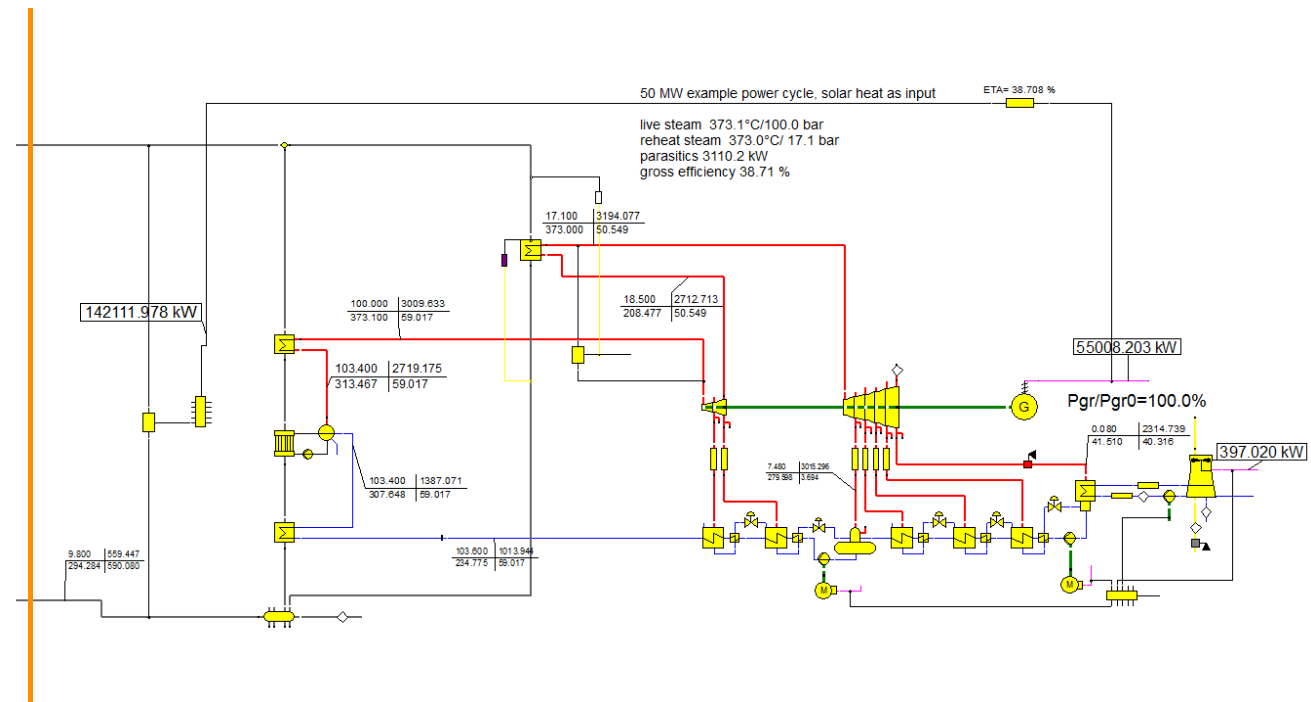 50 MW example power cycle, solar heat as input
ETA= 38.708 %
live steam  373.1°C/100.0 bar
reheat steam  373.0°C/ 17.1 bar
parasitics 3110.2 kW
gross efficiency 38.71 %
17.100 3194.077
373.000 50.549
142111.978 kW
100.000 3009.633
373.100 59.017
18.500 2712.713
208.477 50.549
55008.203 kW
103.400 2719.175
313.467 59.017
G
Pgr/Pgr0=100.0%
0.080 2314.739
41.510 40.316
397.020 kW
7.480 3015.296
279.598 3.694
103.400 1387.071
307.648 59.017
103.600 1013.944
234.775 59.017
9.800 559.447
294.284 590.080
M
M